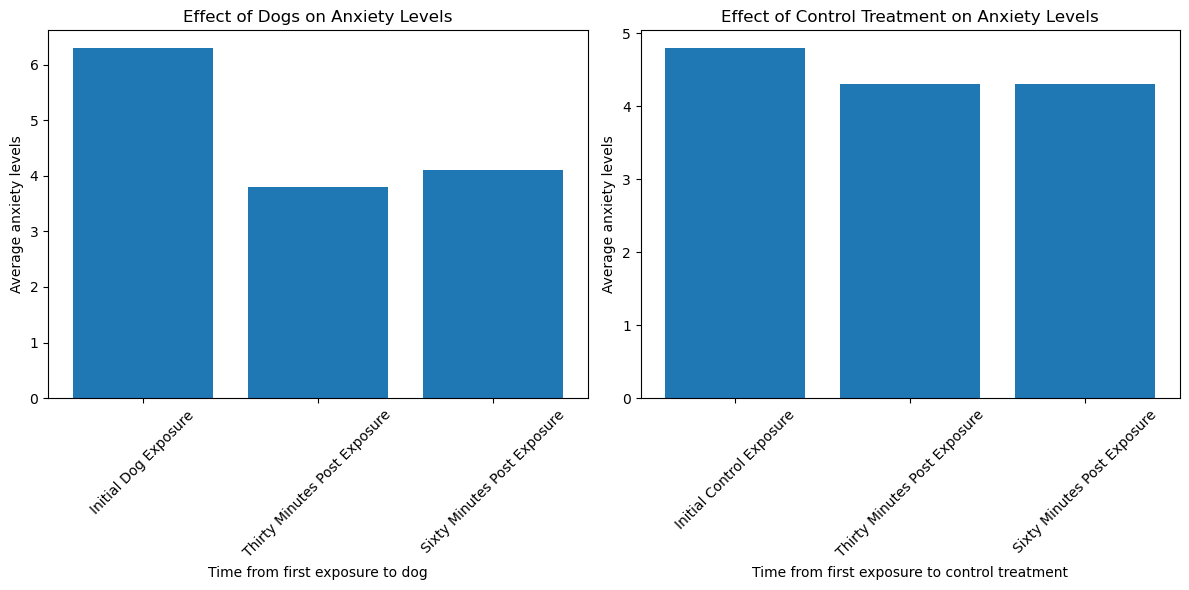 Effect of Dogs on Anxiety Levels
Average anxiety levels
6
5
4
3
2
1
0
Initial Dog Exposure
Thirty Minutes Post Exposure
Sixty Minutes Post Exposure
Time from first exposure to dog
Effect of Control Treatment on Anxiety Levels
Average anxiety levels
5
4
3
2
1
0
Initial Control Exposure
Thirty Minutes Post Exposure
Sixty Minutes Post Exposure
Time from first exposure to control treatment